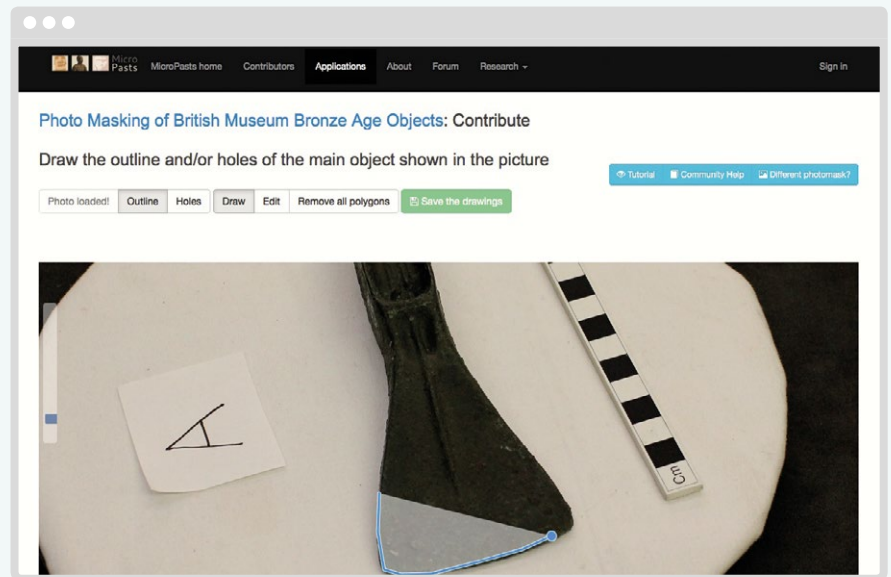 Micro
Pasts
MicroPasts home Contributors Applications About Forum Research Sign in
Photo Masking of British Museum Bronze Age Objects: Contribute
Draw the outline and/or holes of the main object shown in the picture
Tutorial Community Help Different photomask?
Photo loaded! Outline Holes Draw Edit Remove all polygons Save the drawings
A
Cm